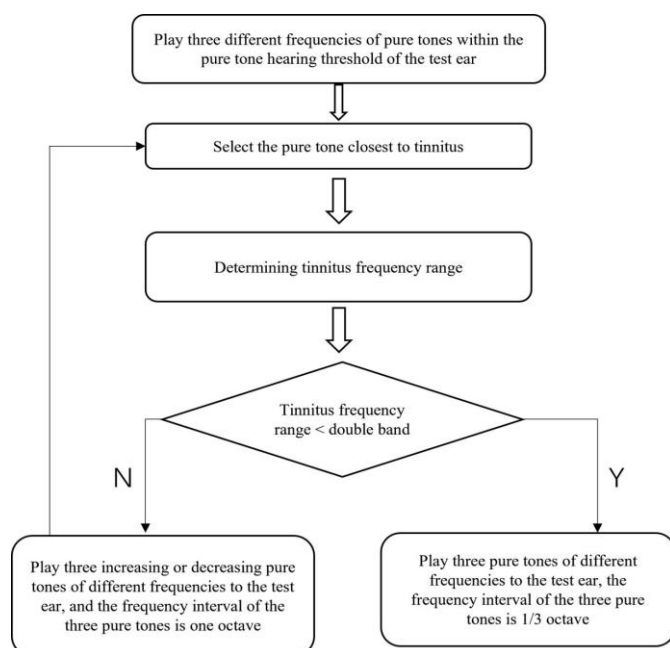 Play three different frequencies of pure tones within the
pure tone hearing threshold of the test ear
Select the pure tone closest to tinnitus
Determining tinnitus frequency range
Tinnitus frequency
range < double band
N
Y
Play three increasing or decreasing pure
tones of different frequencies to the test
ear, and the frequency interval of the
three pure tones is one octave
Play three pure tones of different
frequencies to the test ear, the
frequency interval of the three pure
tones is 1/3 octave